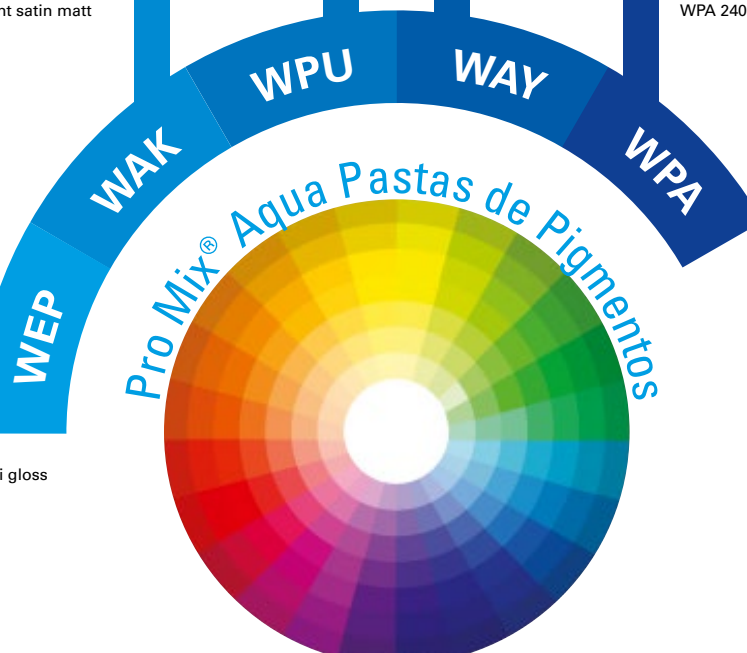 nt satin matt
WPA 240
WPU
WAY
WAK
WPA
WEP
Pro Mix® Aqua Pastas de Pigmentos
i gloss